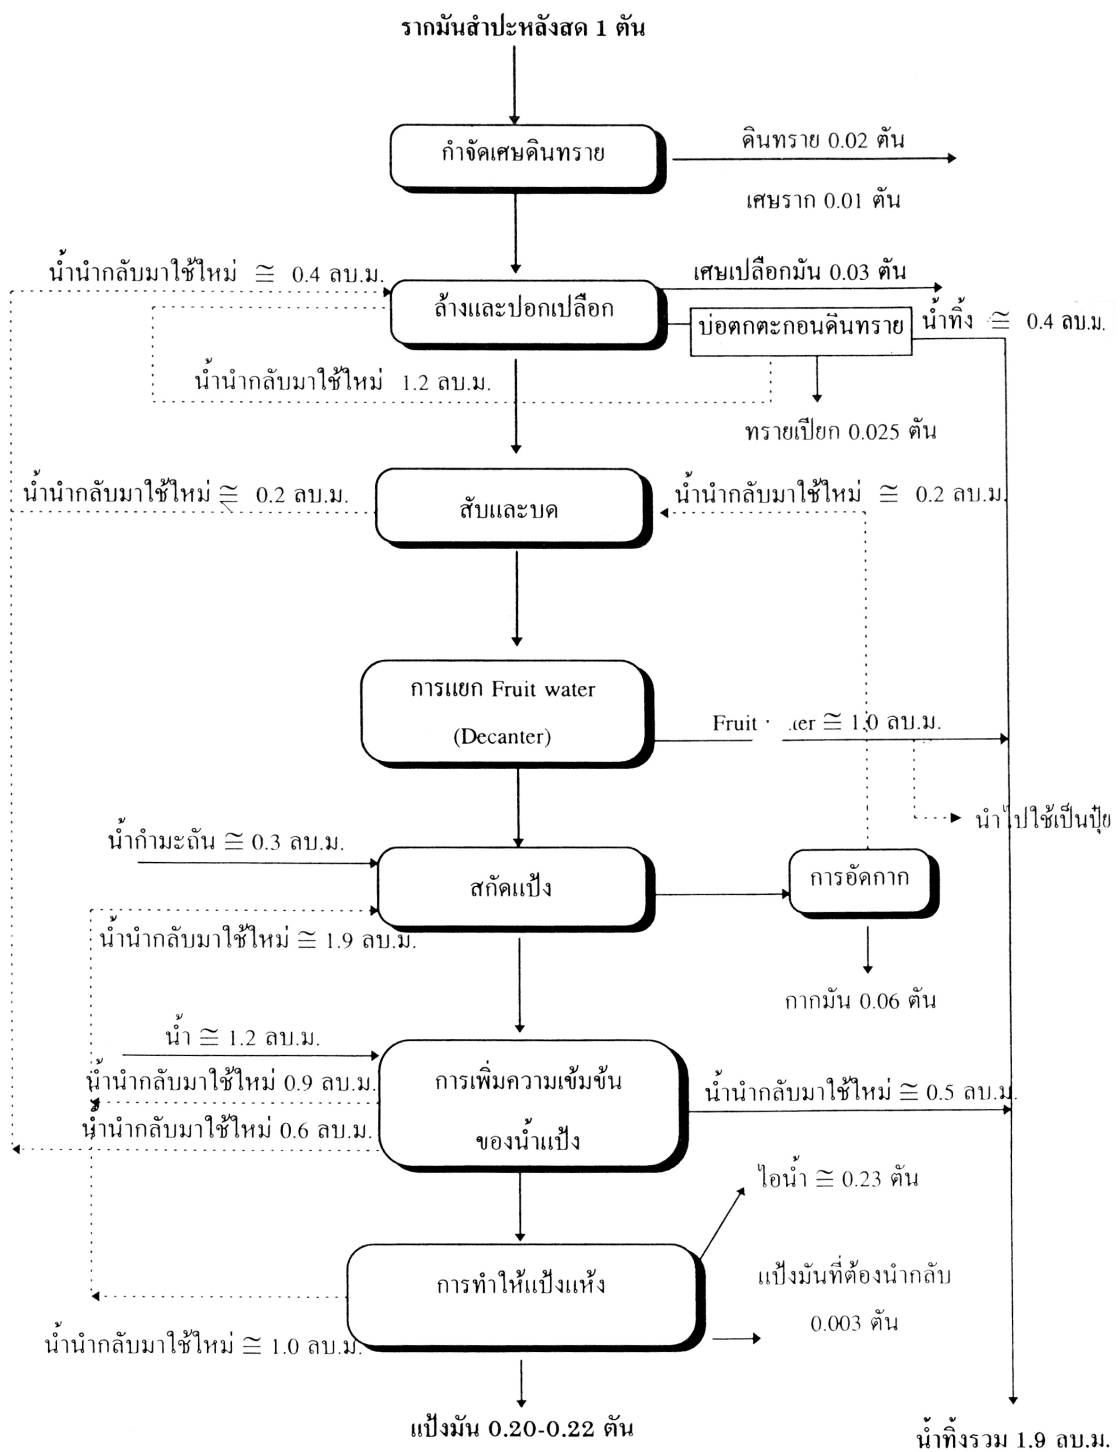 รากมันสำปะหลังสด 1 ตัน
กำจัดเศษดินทราย
ดินทราย 0.02 ตัน
เศษราก 0.01 ตัน
น้ำนำกลับมาใช้ใหม่ ≅ 0.4 ลบ.ม.
ล้างและปอกเปลือก
เศษเปลือกมัน 0.03 ตัน
บ่อตกตะกอนดินทราย
น้ำทิ้ง ≅ 0.4 ลบ.ม.
น้ำนำกลับมาใช้ใหม่ 1.2 ลบ.ม.
ทรายเปียก 0.025 ตัน
น้ำนำกลับมาใช้ใหม่ ≅ 0.2 ลบ.ม.
สับและบด
น้ำนำกลับมาใช้ใหม่ ≅ 0.2 ลบ.ม.
การแยก Fruit water
(Decanter)
Fruit ≅ 1.0 ลบ.ม.
นำไปใช้เป็นปุ๋ย
น้ำกำมะถัน ≅ 0.3 ลบ.ม.
สกัดแป้ง
การอัดกาก
น้ำนำกลับมาใช้ใหม่ ≅ 1.9 ลบ.ม.
กากมัน 0.06 ตัน
น้ำ ≅ 1.2 ลบ.ม.
การเพิ่มความเข้มข้น
ของน้ำแป้ง
น้ำนำกลับมาใช้ใหม่ 0.9 ลบ.ม.
น้ำนำกลับมาใช้ใหม่ ≅ 0.5 ลบ.ม.
น้ำนำกลับมาใช้ใหม่ 0.6 ลบ.ม.
ไอน้ำ ≅ 0.23 ตัน
การทำให้แป้งแห้ง
แป้งมันที่ต้องนำกลับ
0.003 ตัน
น้ำนำกลับมาใช้ใหม่ ≅ 1.0 ลบ.ม.
แป้งมัน 0.20-0.22 ตัน
น้ำทิ้งรวม 1.9 ลบ.ม.